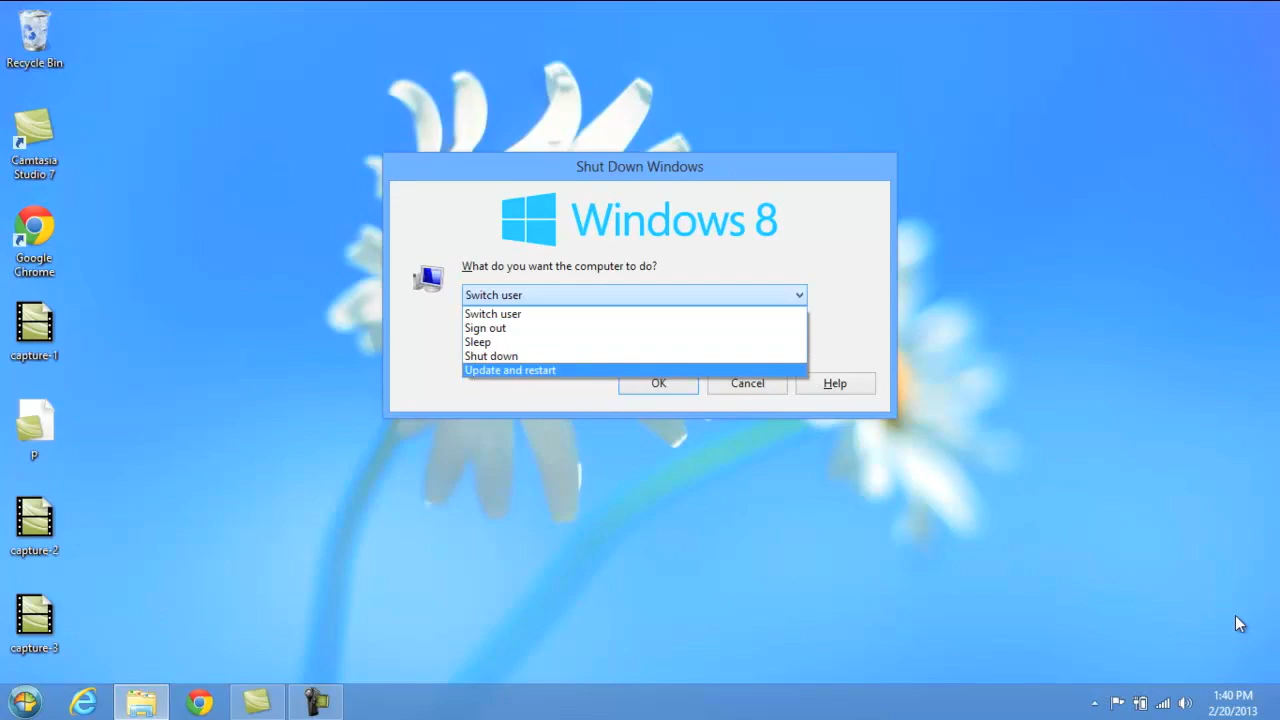 Recycle Bin
Camtasia
Studio 7
Google
Chrome
capture-1
P
capture-2
capture-3
Shut Down Windows
Windows 8
What do you want the computer to do?
Switch user
Switch user
Sign out
Sleep
Shut down
Update and restart
OK
Cancel
Help
1:40 PM
2/20/2013